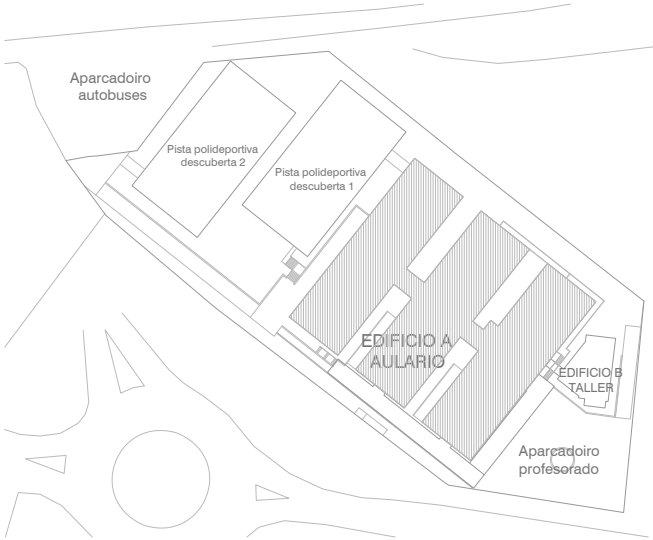 Aparcadoiro
autobuses
Pista polideportiva
descuberta 2
Pista polideportiva
descuberta 1
EDIFICIO A
AULARIO
EDIFICIO B
TALLER
Aparcadoiro
profesorado